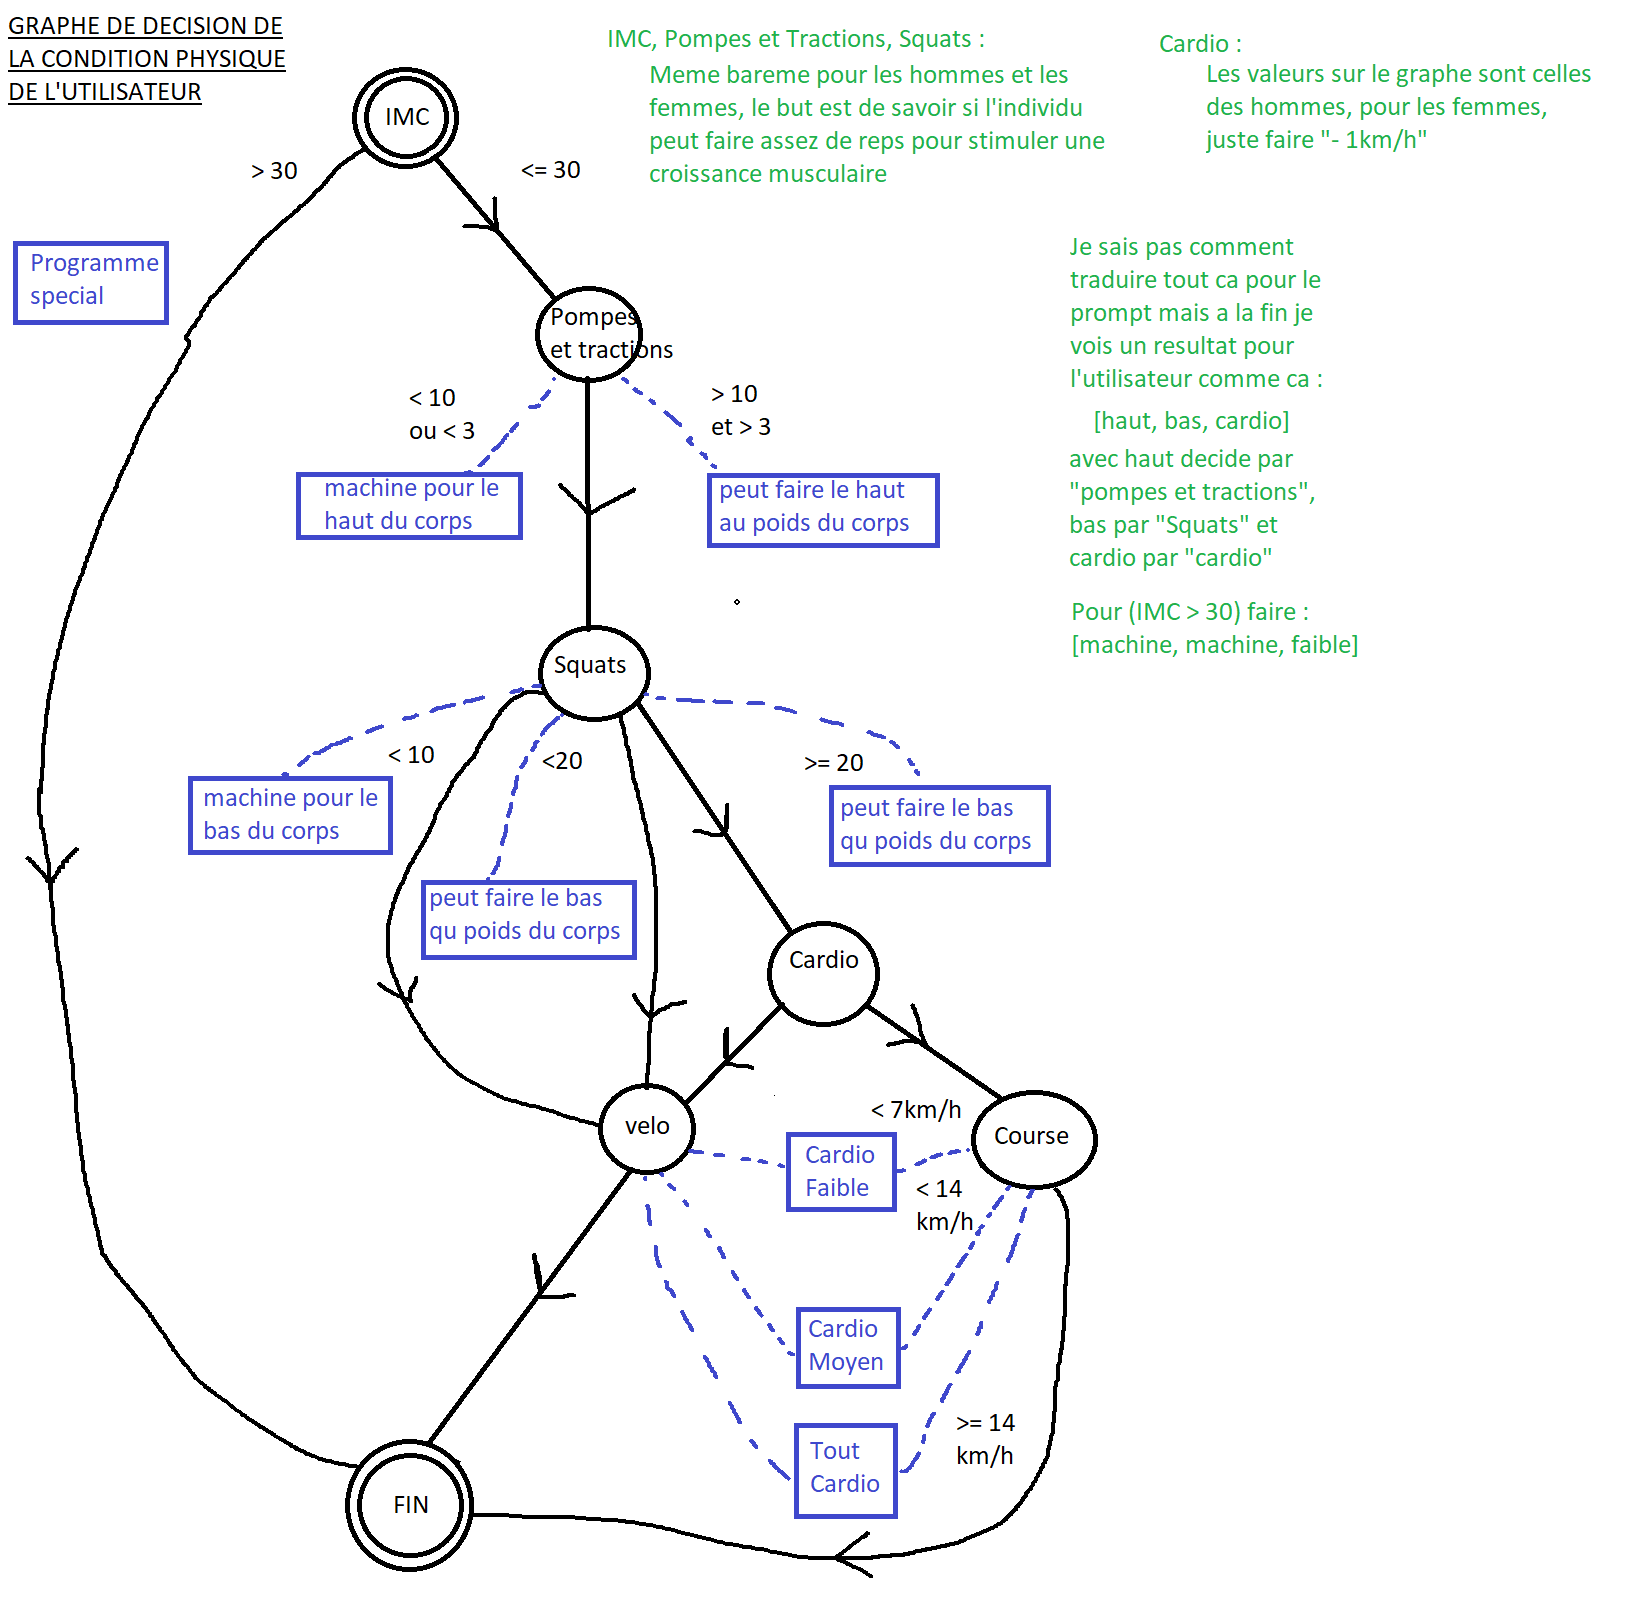 GRAPHE DE DECISION DE
LA CONDITION PHYSIQUE
DE L'UTILISATEUR
IMC, Pompes et Tractions, Squats :
Meme bareme pour les hommes et les
femmes, le but est de savoir si l'individu
peut faire assez de reps pour stimuler une
croissance musculaire
Cardio :
Les valeurs sur le graphe sont celles
des hommes, pour les femmes,
juste faire "- 1km/h"
IMC
> 30
<= 30
Programme
special
Je sais pas comment
traduire tout ca pour le
prompt mais a la fin je
vois un resultat pour
l'utilisateur comme ca :
[haut, bas, cardio]
avec haut decide par
"pompes et tractions",
bas par "Squats" et
cardio par "cardio"
Pour (IMC > 30) faire :
[machine, machine, faible]
Pompes
et tractions
< 10
ou < 3
> 10
et > 3
machine pour le
haut du corps
peut faire le haut
au poids du corps
Squats
< 10
<20
>= 20
machine pour le
bas du corps
peut faire le bas
qu poids du corps
peut faire le bas
qu poids du corps
Cardio
velo
Course
< 7km/h
Cardio
Faible
< 14
km/h
Cardio
Moyen
>= 14
km/h
Tout
Cardio
FIN